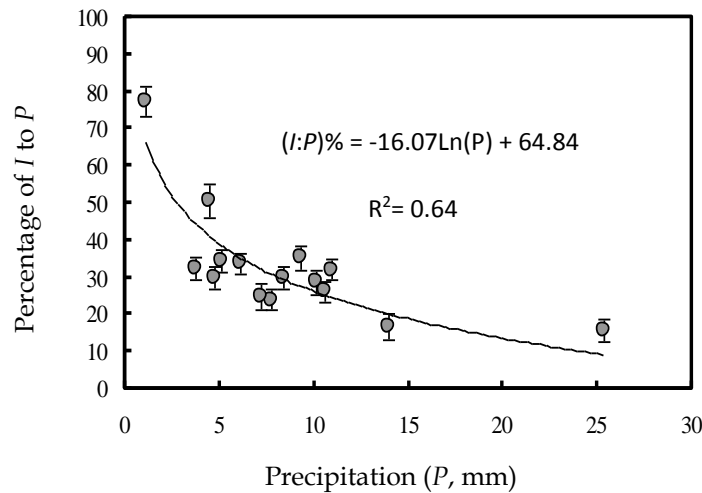 100
90
80
70
60
50
40
30
20
10
0
Percentage of I to P
(I:P)% = -16.07Ln(P) + 64.84
R²= 0.64
0 5 10 15 20 25 30
Precipitation (P, mm)